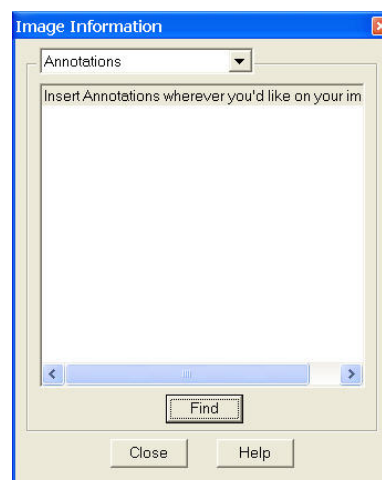 Image Information
Annotations
Insert Annotations wherever you'd like on your im
Find
Close
Help